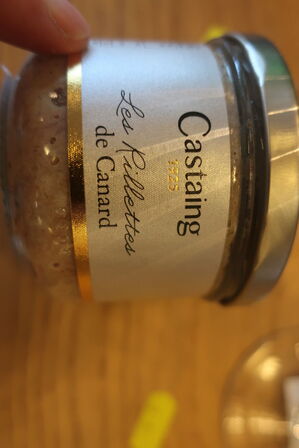 Castaing
1925
Les Rillettes
de Canard